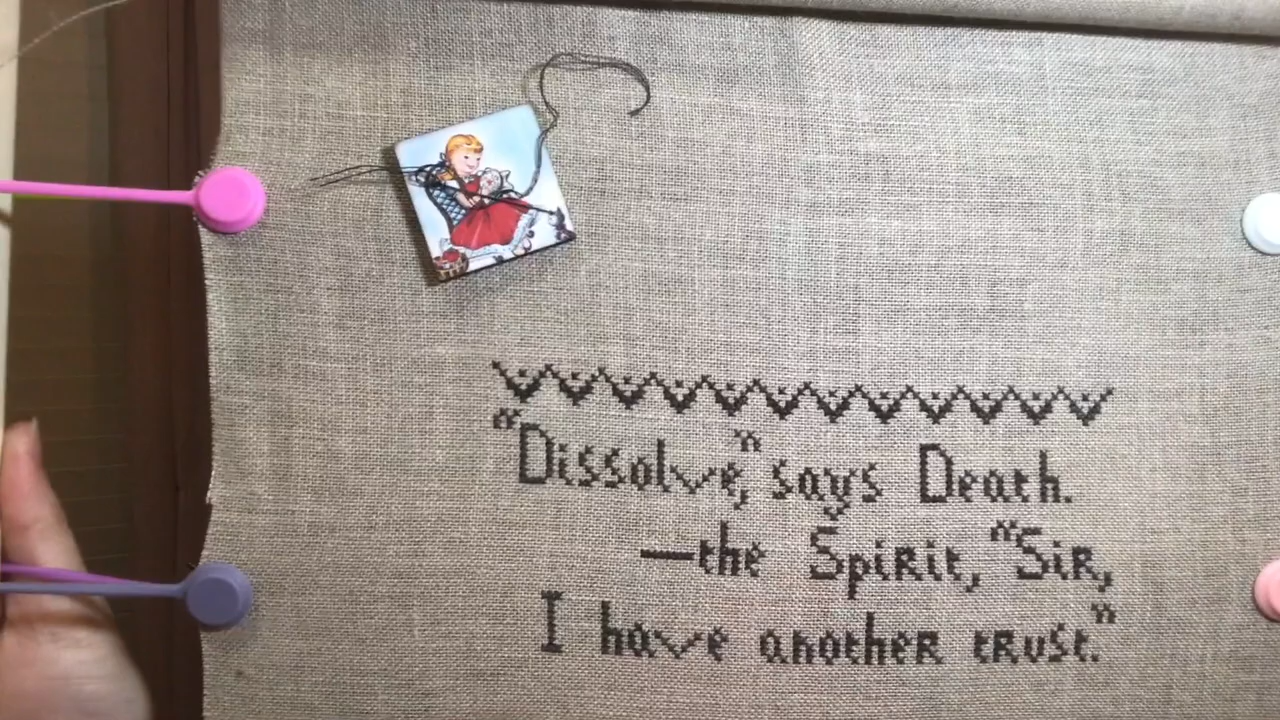 "Dissolve," says Death.
—the Spirit, "Sir,
I have another trust."